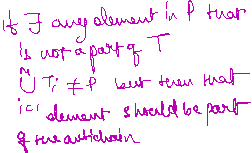 if ∃ any element in P that
is not a part of T
∪ Ti ≠ P but then that
i∈I element should be part
of the antichain